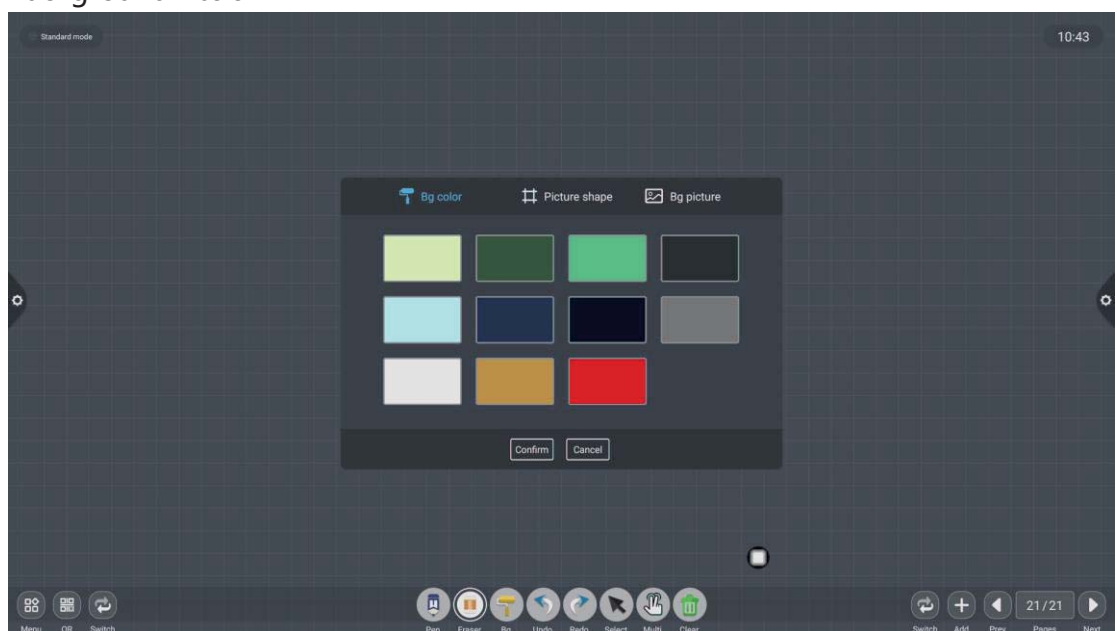 Standard mode
10:43
Bg color Picture shape Bg picture
Confirm Cancel
21/21
Menu QR Switch Pen Eraser Bg Undo Redo Select Multi Clear Switch Add Prev Pages Next